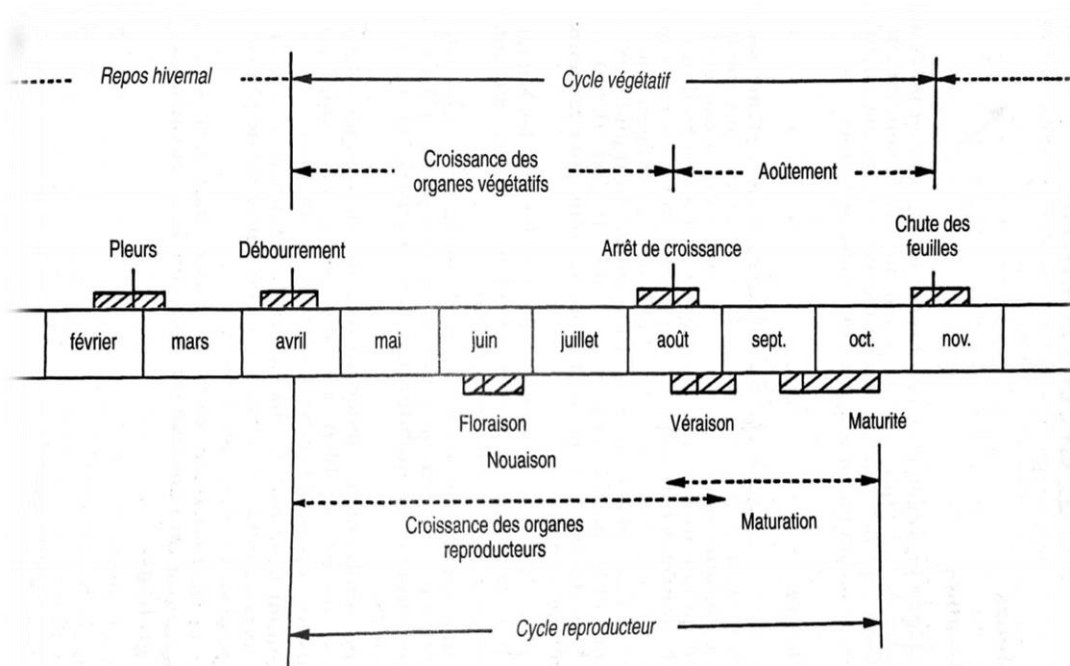 Repos hivernal
Cycle végétatif
Croissance des
organes végétatifs
Aoûtement
Pleurs
Débourrement
Arrêt de croissance
Chute des
feuilles
février
mars
avril
mai
juin
juillet
août
sept.
oct.
nov.
Floraison
Véraison
Maturité
Nouaison
Croissance des organes
reproducteurs
Maturation
Cycle reproducteur